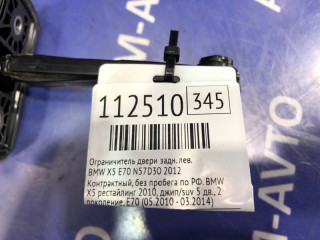 112510 345
Ограничитель двери задн.лев.
BMW X5 E70 N57D30 2012
Контрактный, без пробега по РФ. BMW
X5 рестайлинг 2010, джип/suv 5 дв., 2
поколение, E70 (05.2010 - 03.2014)
М-АВТО